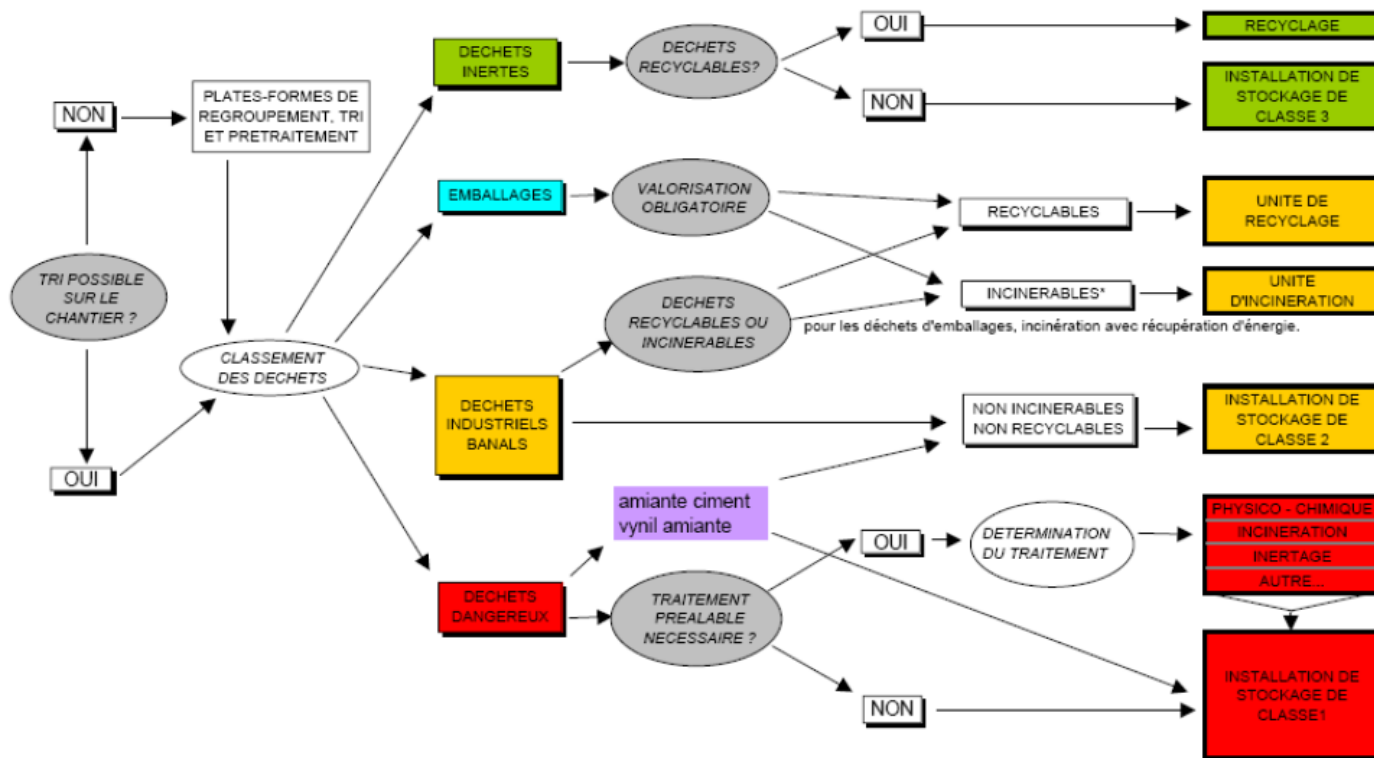 NON
PLATES-FORMES DE
REGROUPEMENT, TRI
ET PRETRAITEMENT
TRI POSSIBLE
SUR LE
CHANTIER ?
OUI
CLASSEMENT
DES DECHETS
DECHETS
INERTES
DECHETS
RECYCLABLES?
OUI
RECYCLAGE
NON
INSTALLATION DE
STOCKAGE DE
CLASSE 3
EMBALLAGES
VALORISATION
OBLIGATOIRE
RECYCLABLES
UNITE DE
RECYCLAGE
DECHETS
RECYCLABLES OU
INCINERABLES
INCINERABLES*
UNITE
D'INCINERATION
pour les déchets d'emballages, incinération avec récupération d'énergie.
DECHETS
INDUSTRIELS
BANALS
NON INCINERABLES
NON RECYCLABLES
INSTALLATION DE
STOCKAGE DE
CLASSE 2
amiante ciment
vynil amiante
DECHETS
DANGEREUX
TRAITEMENT
PREALABLE
NECESSAIRE ?
OUI
DETERMINATION
DU TRAITEMENT
PHYSICO - CHIMIQUE
INCINERATION
INERTAGE
AUTRE...
NON
INSTALLATION DE
STOCKAGE DE
CLASSE1